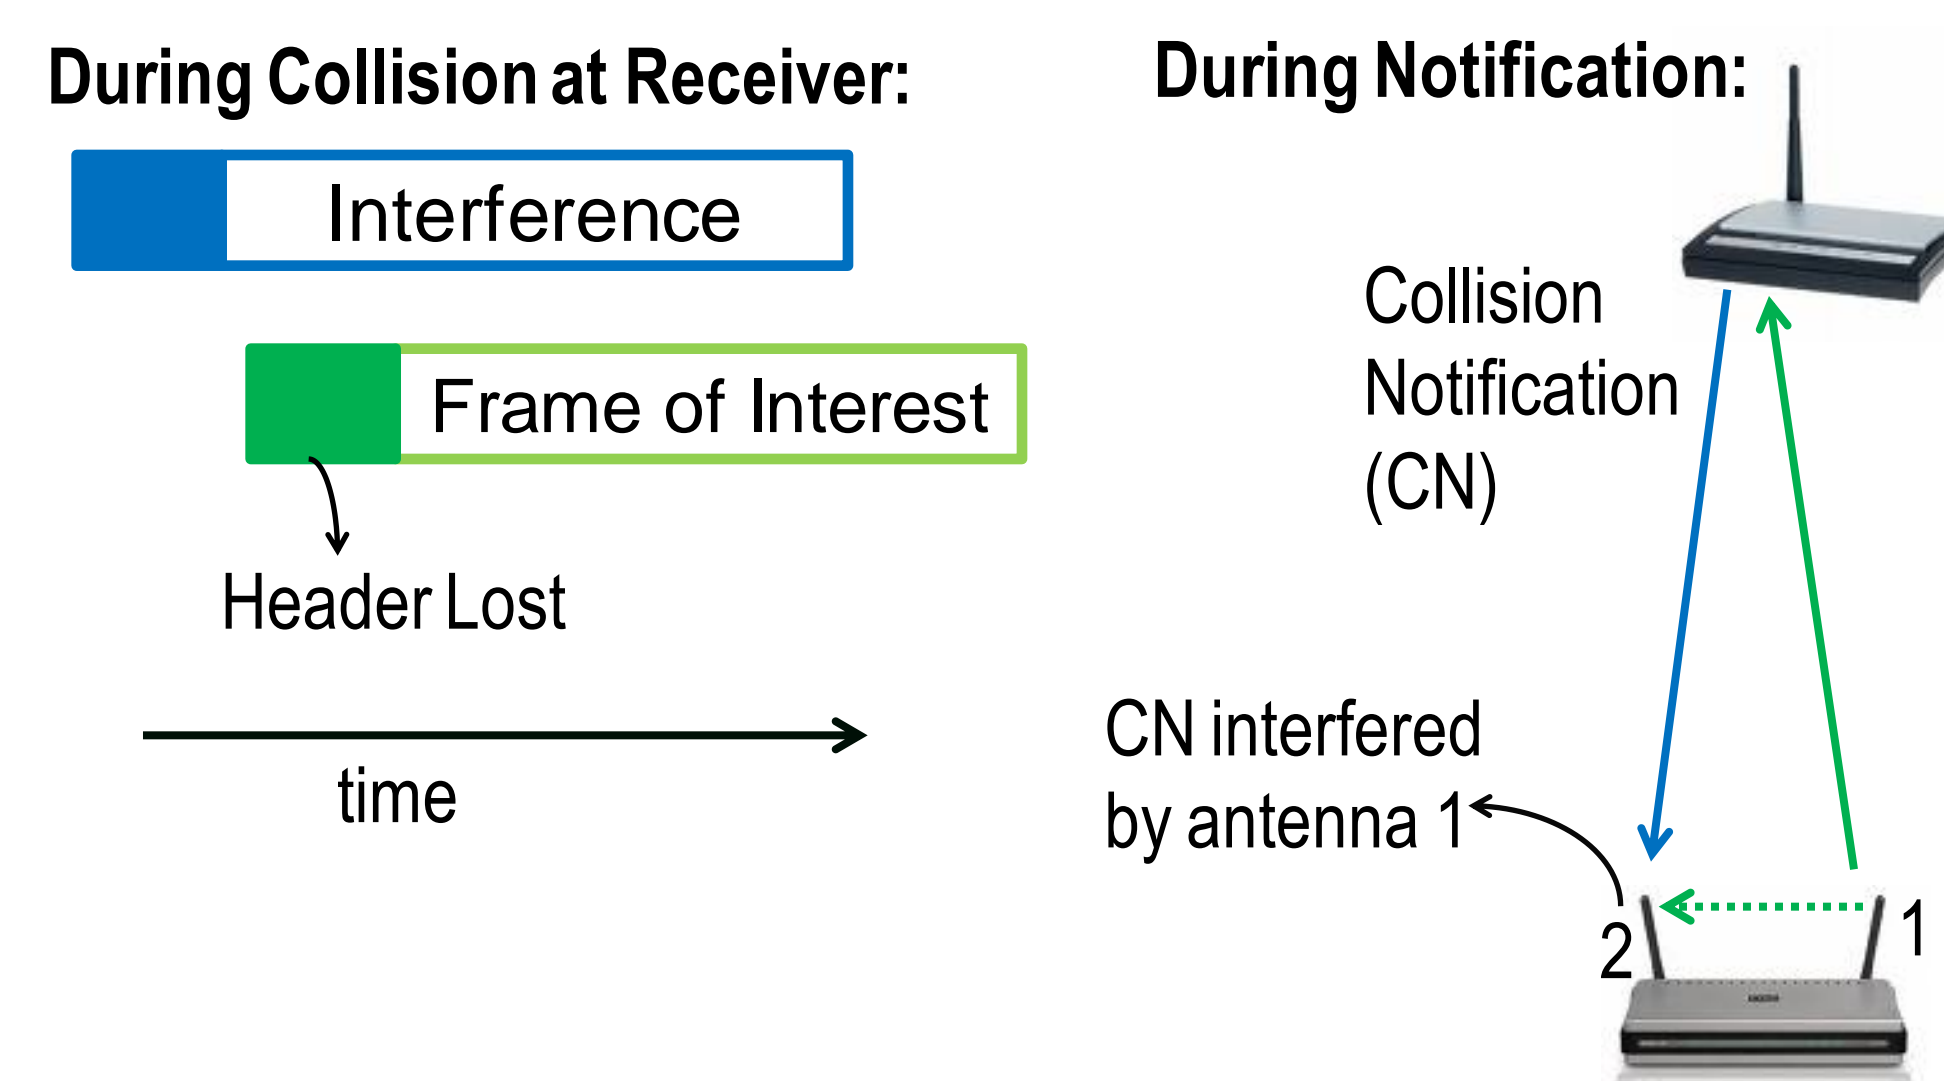 During Collision at Receiver:
Interference
Frame of Interest
Header Lost
time
During Notification:
Collision
Notification
(CN)
CN interfered
by antenna 1
2
1